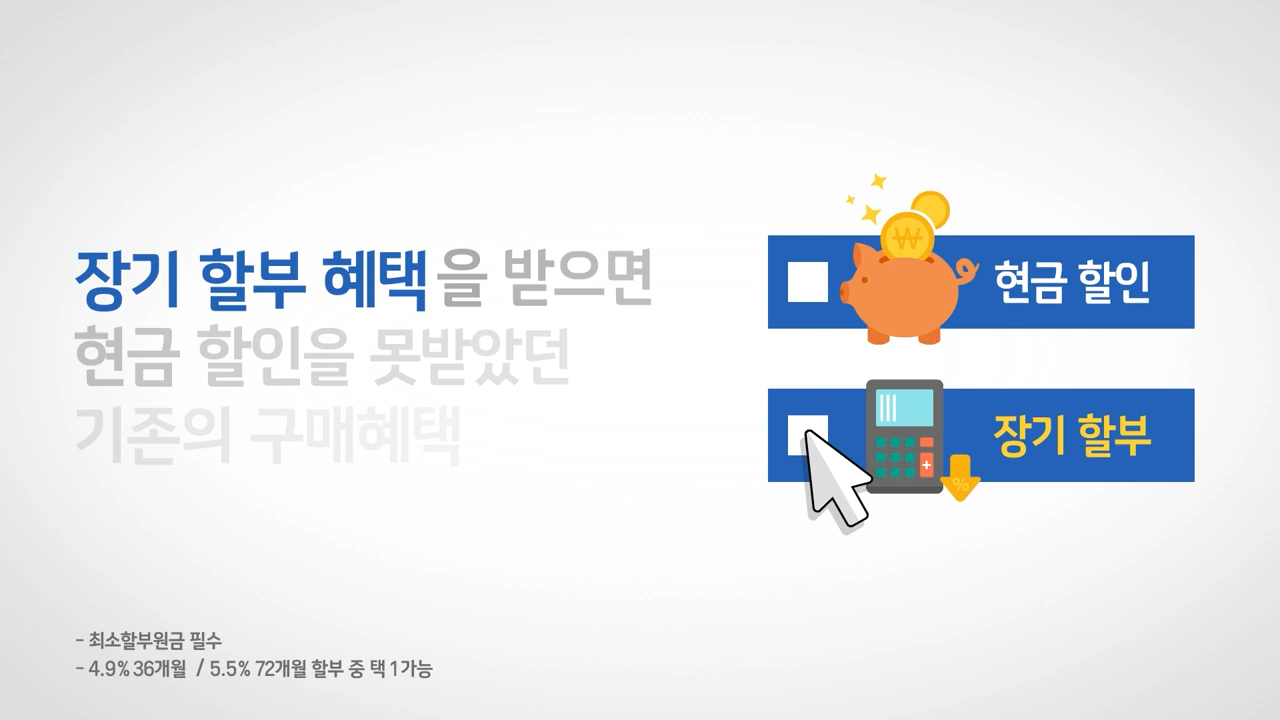 장기 할부 혜택을 받으면
현금 할인을 못받았던
기존의 구매혜택
₩
현금 할인
+
%
장기 할부
- 최소할부원금 필수
- 4.9% 36개월 / 5.5% 72개월 할부 중 택 1가능